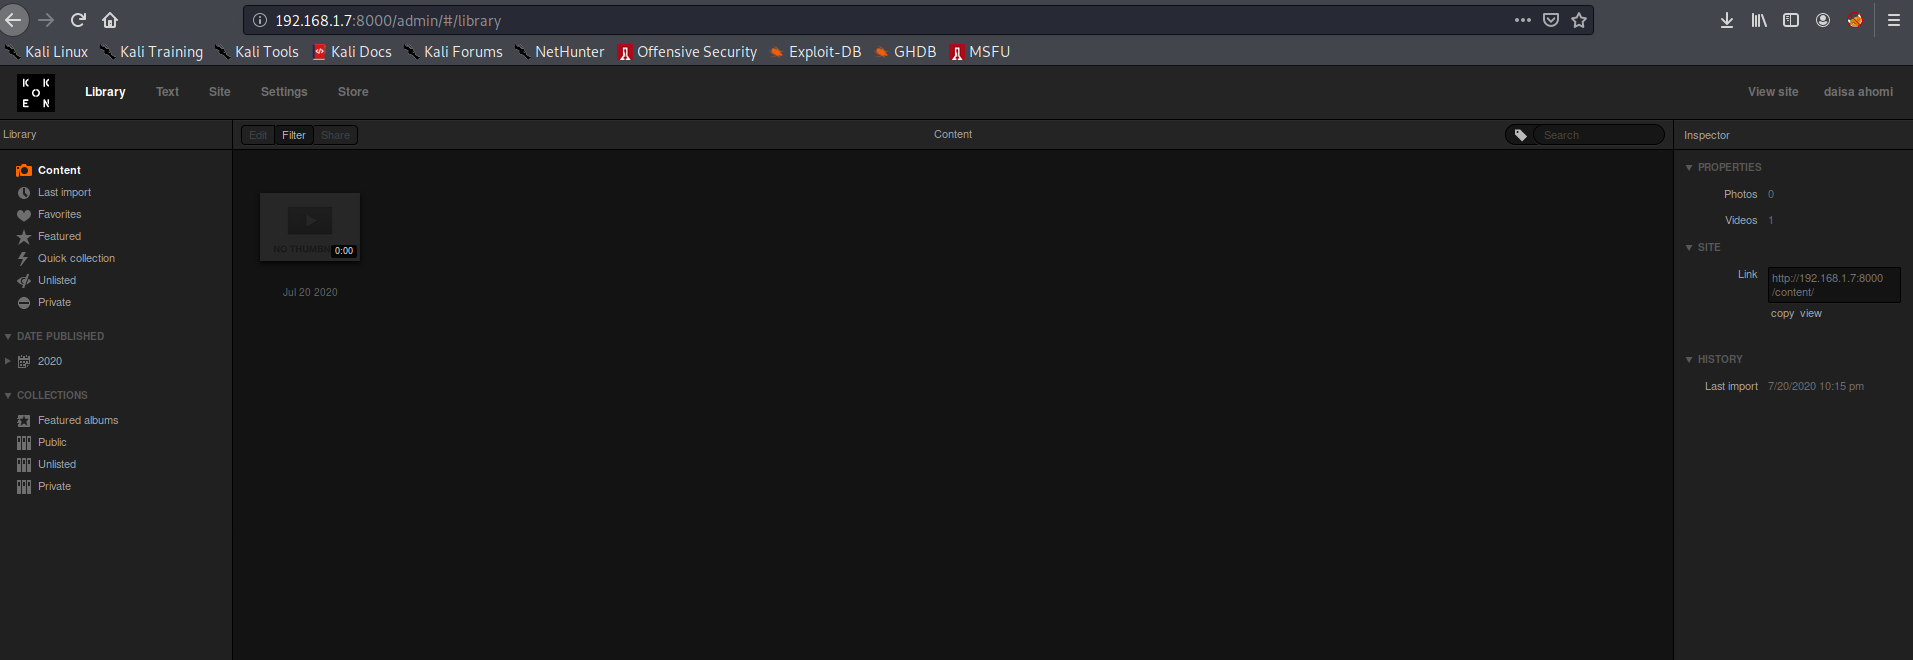 192.168.1.7:8000/admin/#/library
Kali Linux Kali Training Kali Tools Kali Docs Kali Forums NetHunter Offensive Security Exploit-DB GHDB MSFU
K K
O
E N
Library Text Site Settings Store View site daisa ahomi
Library Edit Filter Share Content Search Inspector
Content
Last import
Favorites
Featured
Quick collection
Unlisted
Private
DATE PUBLISHED
2020
COLLECTIONS
Featured albums
Public
Unlisted
Private
0:00
Jul 20 2020
PROPERTIES
Photos 0
Videos 1
SITE
Link http://192.168.1.7:8000
/content/
copy view
HISTORY
Last import 7/20/2020 10:15 pm